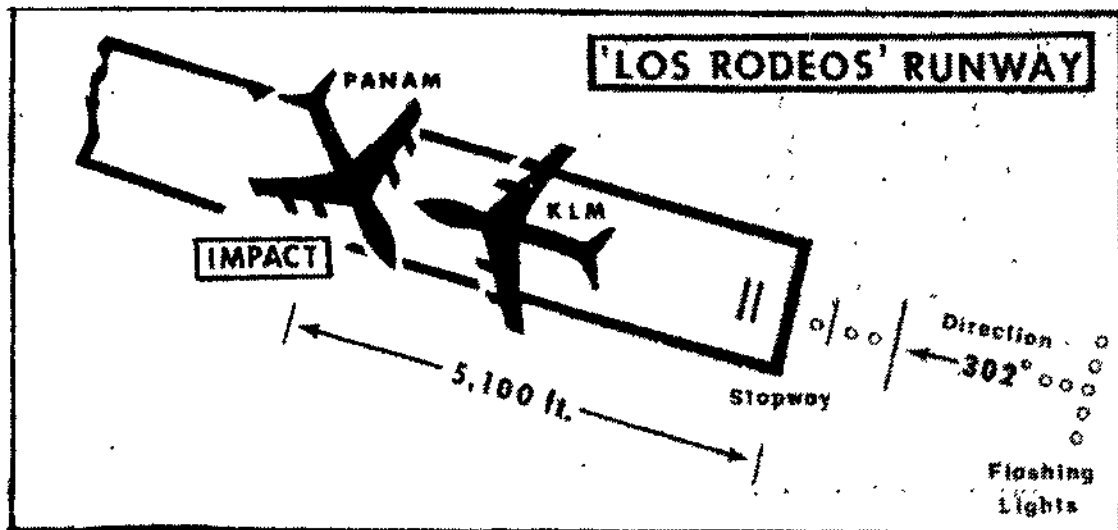 'LOS RODEOS' RUNWAY
PANAM
KLM
IMPACT
5,100 ft.
Stopway
Direction
302°
Flashing
Lights